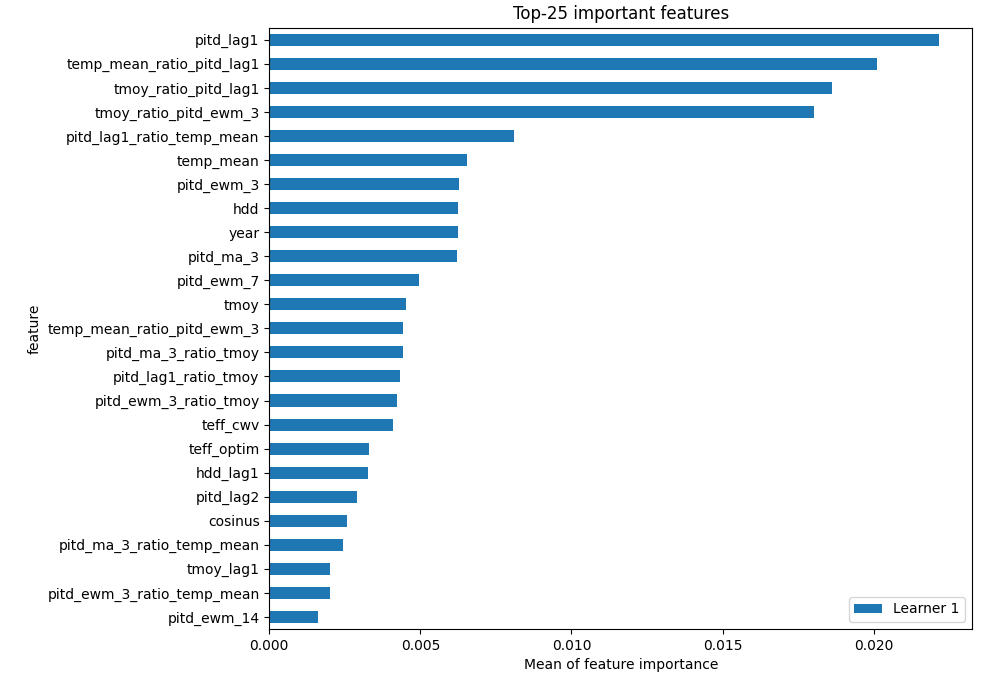 Top-25 important features
pitd_lag1
temp_mean_ratio_pitd_lag1
tmoy_ratio_pitd_lag1
tmoy_ratio_pitd_ewm_3
pitd_lag1_ratio_temp_mean
temp_mean
pitd_ewm_3
hdd
year
pitd_ma_3
pitd_ewm_7
tmoy
temp_mean_ratio_pitd_ewm_3
pitd_ma_3_ratio_tmoy
pitd_lag1_ratio_tmoy
pitd_ewm_3_ratio_tmoy
teff_cwv
teff_optim
hdd_lag1
pitd_lag2
cosinus
pitd_ma_3_ratio_temp_mean
tmoy_lag1
pitd_ewm_3_ratio_temp_mean
pitd_ewm_14
feature
Learner 1
0.000 0.005 0.010 0.015 0.020
Mean of feature importance